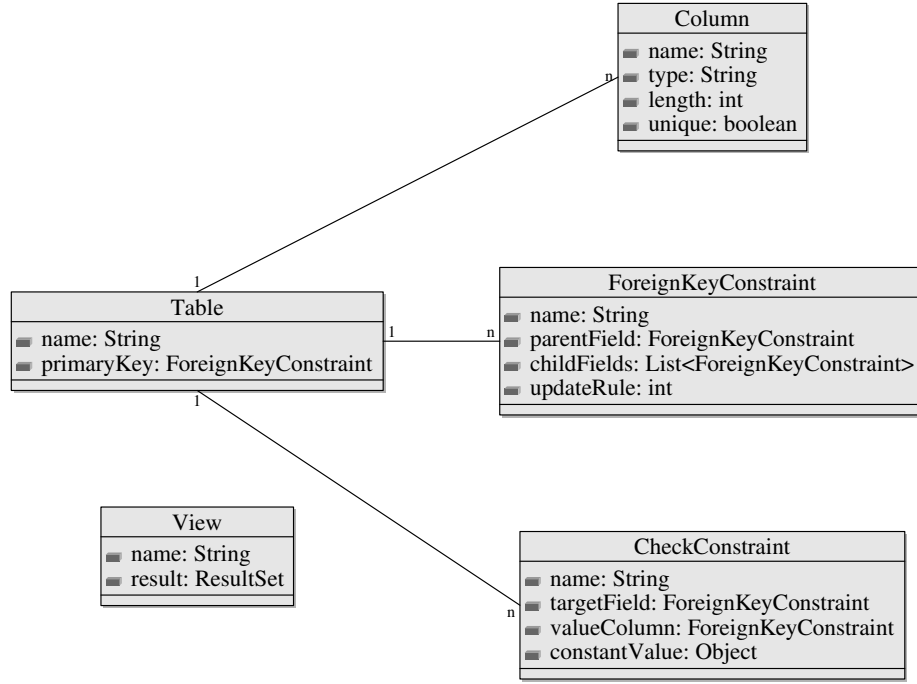 Column
name: String
type: String
length: int
unique: boolean
n
1
Table
name: String
primaryKey: ForeignKeyConstraint
1
n
1
ForeignKeyConstraint
name: String
parentField: ForeignKeyConstraint
childFields: List<ForeignKeyConstraint>
updateRule: int
View
name: String
result: ResultSet
n
CheckConstraint
name: String
targetField: ForeignKeyConstraint
valueColumn: ForeignKeyConstraint
constantValue: Object